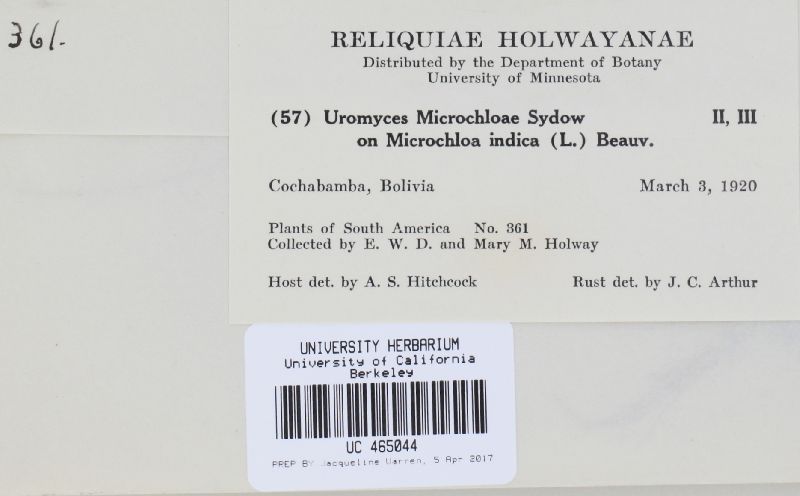 361.
RELIQUIAE HOLWAYANAE
Distributed by the Department of Botany
University of Minnesota
(57) Uromyces Microchloae Sydow II, III
on Microchloa indica (L.) Beauv.
Cochabamba, Bolivia March 3, 1920
Plants of South America No. 361
Collected by E. W. D. and Mary M. Holway
Host det. by A. S. Hitchcock Rust det. by J. C. Arthur
UNIVERSITY HERBARIUM
University of California
Berkeley
UC 465044
PREP BY Jacqueline Warren, 5 Apr 2017